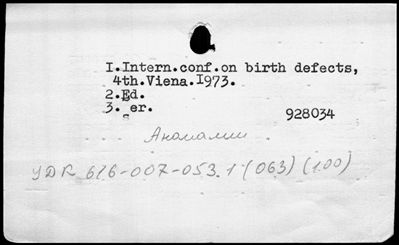 I.Intern.conf.on birth defects,
4th.Viena.I973.
2.Ed.
3. er.
928034
Аномалии
УДК 616-007-053.1(063)(100)